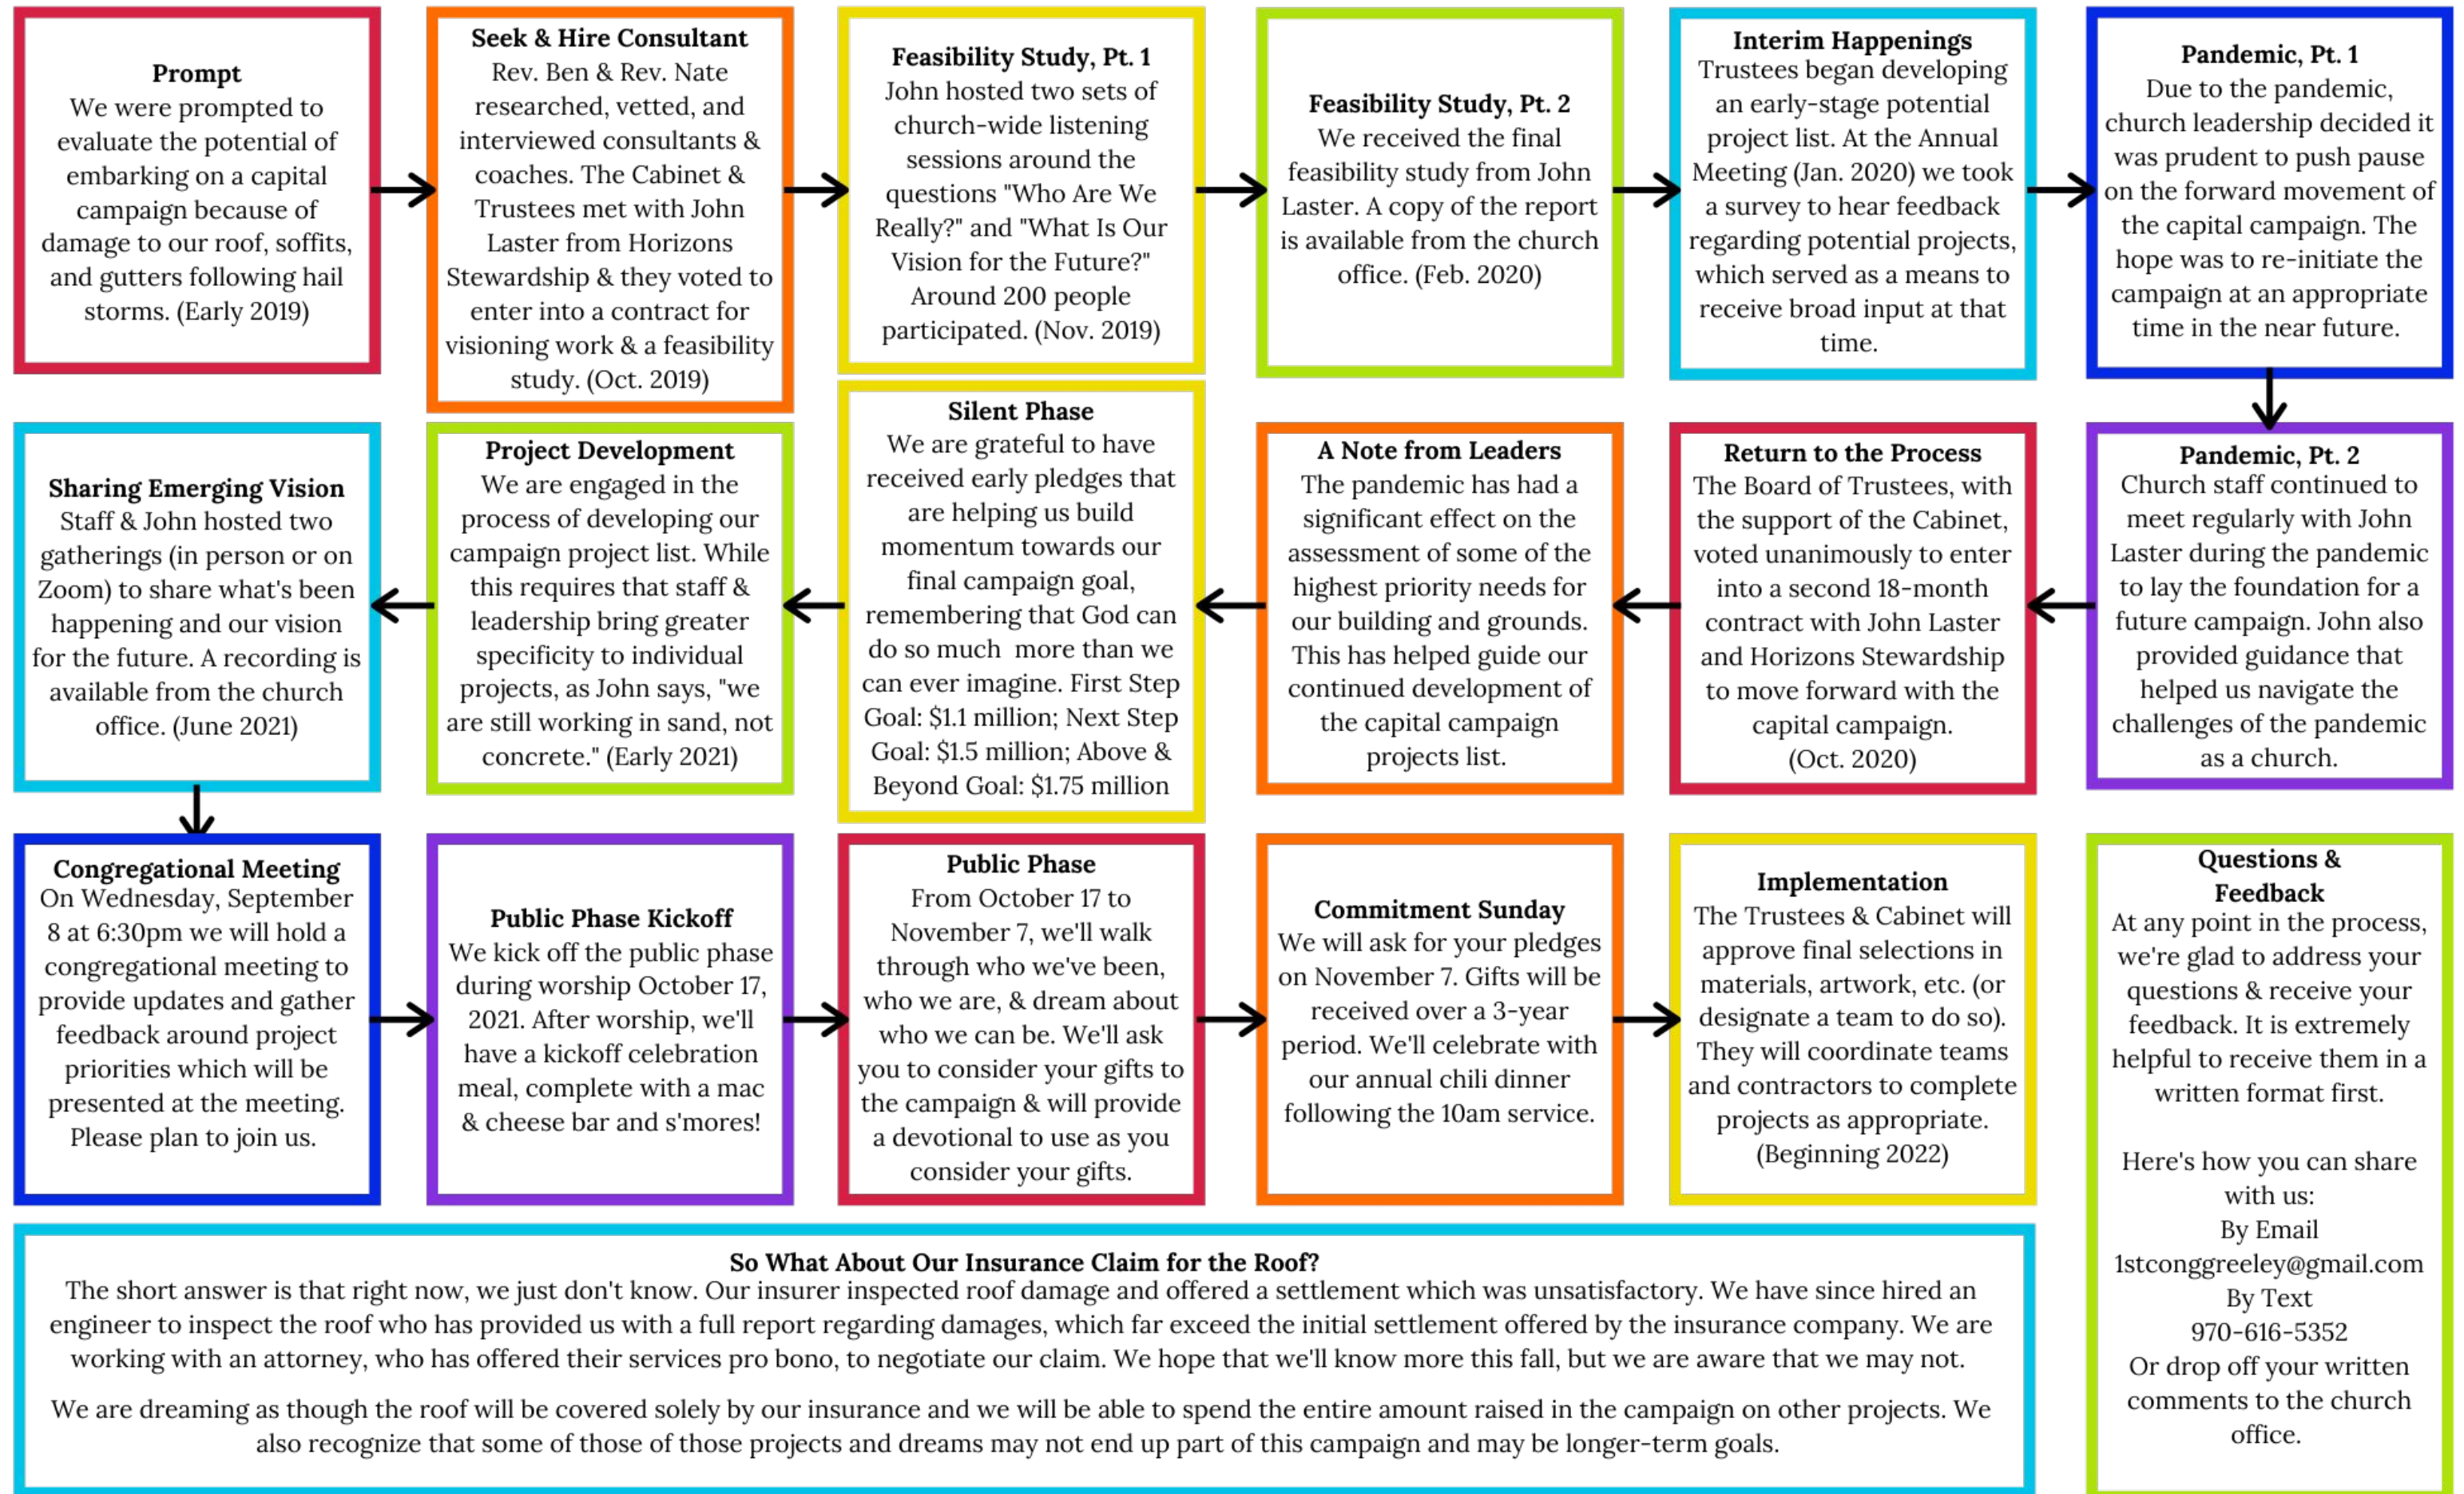 Prompt
We were prompted to
evaluate the potential of
embarking on a capital
campaign because of
damage to our roof, soffits,
and gutters following hail
storms. (Early 2019)
Seek & Hire Consultant
Rev. Ben & Rev. Nate
researched, vetted, and
interviewed consultants &
coaches. The Cabinet &
Trustees met with John
Laster from Horizons
Stewardship & they voted to
enter into a contract for
visioning work & a feasibility
study. (Oct. 2019)
Feasibility Study, Pt. 1
John hosted two sets of
church-wide listening
sessions around the
questions "Who Are We
Really?" and "What Is Our
Vision for the Future?"
Around 200 people
participated. (Nov. 2019)
Feasibility Study, Pt. 2
We received the final
feasibility study from John
Laster. A copy of the report
is available from the church
office. (Feb. 2020)
Interim Happenings
Trustees began developing
an early-stage potential
project list. At the Annual
Meeting (Jan. 2020) we took
a survey to hear feedback
regarding potential projects,
which served as a means to
receive broad input at that
time.
Pandemic, Pt. 1
Due to the pandemic,
church leadership decided it
was prudent to push pause
on the forward movement of
the capital campaign. The
hope was to re-initiate the
campaign at an appropriate
time in the near future.
Pandemic, Pt. 2
Church staff continued to
meet regularly with John
Laster during the pandemic
to lay the foundation for a
future campaign. John also
provided guidance that
helped us navigate the
challenges of the pandemic
as a church.
Return to the Process
The Board of Trustees, with
the support of the Cabinet,
voted unanimously to enter
into a second 18-month
contract with John Laster
and Horizons Stewardship
to move forward with the
capital campaign.
(Oct. 2020)
A Note from Leaders
The pandemic has had a
significant effect on the
assessment of some of the
highest priority needs for
our building and grounds.
This has helped guide our
continued development of
the capital campaign
projects list.
Silent Phase
We are grateful to have
received early pledges that
are helping us build
momentum towards our
final campaign goal,
remembering that God can
do so much more than we
can ever imagine. First Step
Goal: $1.1 million; Next Step
Goal: $1.5 million; Above &
Beyond Goal: $1.75 million
Project Development
We are engaged in the
process of developing our
campaign project list. While
this requires that staff &
leadership bring greater
specificity to individual
projects, as John says, "we
are still working in sand, not
concrete." (Early 2021)
Sharing Emerging Vision
Staff & John hosted two
gatherings (in person or on
Zoom) to share what's been
happening and our vision
for the future. A recording is
available from the church
office. (June 2021)
Congregational Meeting
On Wednesday, September
8 at 6:30pm we will hold a
congregational meeting to
provide updates and gather
feedback around project
priorities which will be
presented at the meeting.
Please plan to join us.
Public Phase Kickoff
We kick off the public phase
during worship October 17,
2021. After worship, we'll
have a kickoff celebration
meal, complete with a mac
& cheese bar and s'mores!
Public Phase
From October 17 to
November 7, we'll walk
through who we've been,
who we are, & dream about
who we can be. We'll ask
you to consider your gifts to
the campaign & will provide
a devotional to use as you
consider your gifts.
Commitment Sunday
We will ask for your pledges
on November 7. Gifts will be
received over a 3-year
period. We'll celebrate with
our annual chili dinner
following the 10am service.
Implementation
The Trustees & Cabinet will
approve final selections in
materials, artwork, etc. (or
designate a team to do so).
They will coordinate teams
and contractors to complete
projects as appropriate.
(Beginning 2022)
Questions &
Feedback
At any point in the process,
we're glad to address your
questions & receive your
feedback. It is extremely
helpful to receive them in a
written format first.
Here's how you can share
with us:
By Email
1stconggreeley@gmail.com
By Text
970-616-5352
Or drop off your written
comments to the church
office.
So What About Our Insurance Claim for the Roof?
The short answer is that right now, we just don't know. Our insurer inspected roof damage and offered a settlement which was unsatisfactory. We have since hired an
engineer to inspect the roof who has provided us with a full report regarding damages, which far exceed the initial settlement offered by the insurance company. We are
working with an attorney, who has offered their services pro bono, to negotiate our claim. We hope that we'll know more this fall, but we are aware that we may not.
We are dreaming as though the roof will be covered solely by our insurance and we will be able to spend the entire amount raised in the campaign on other projects. We
also recognize that some of those of those projects and dreams may not end up part of this campaign and may be longer-term goals.